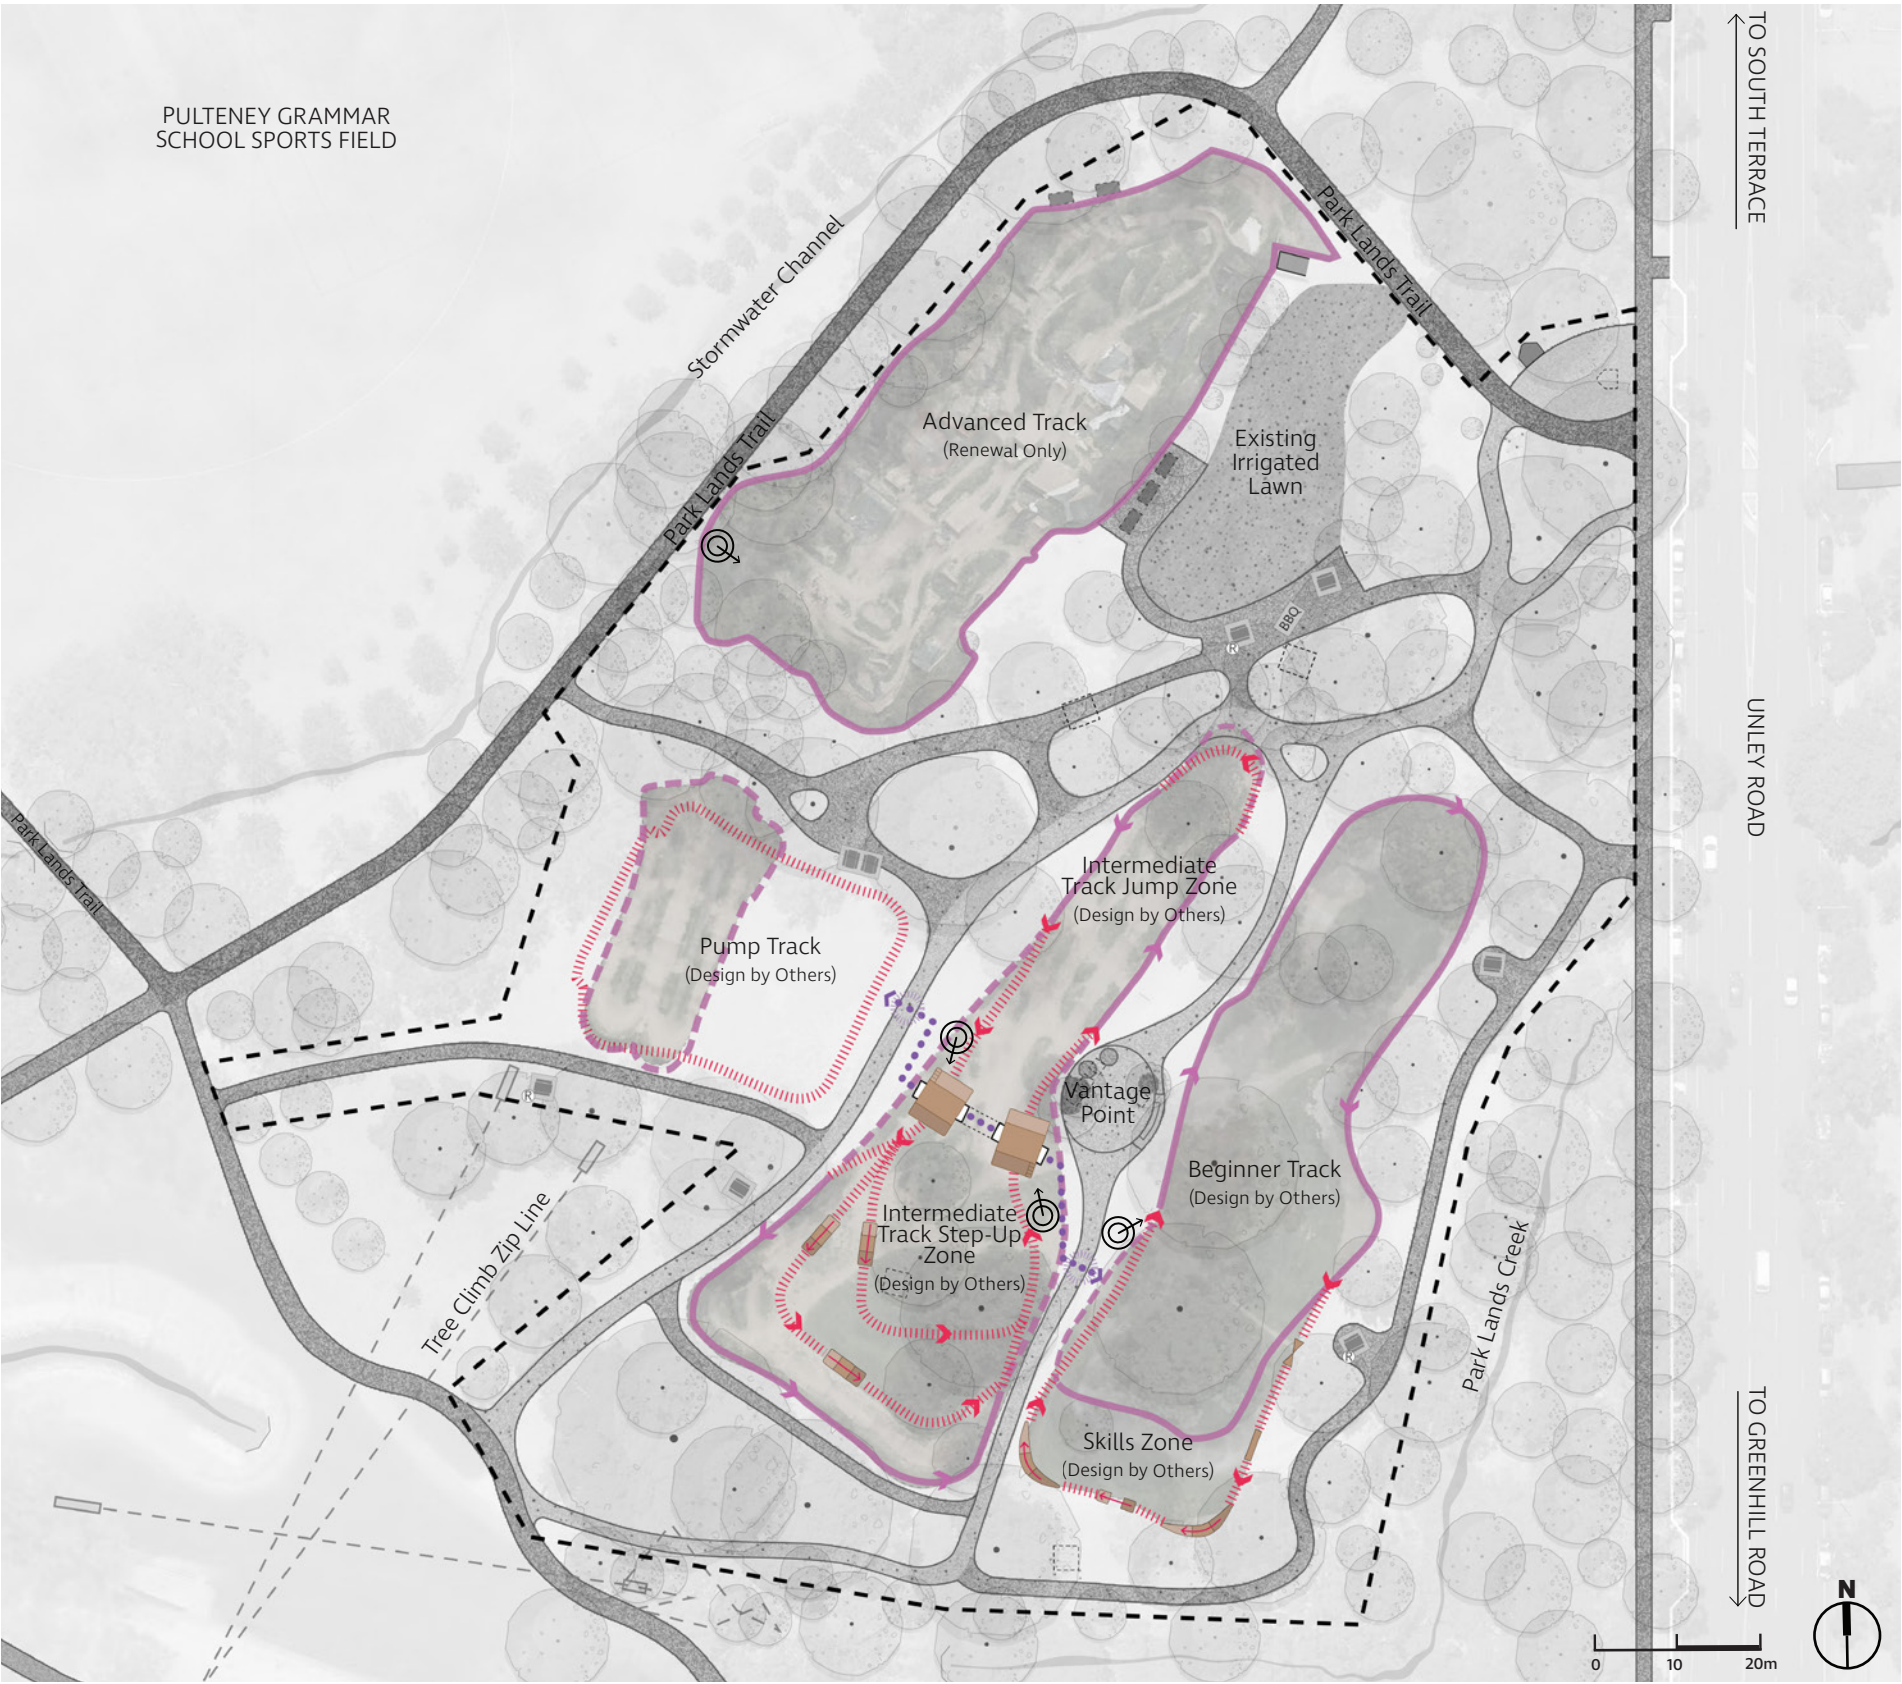 PULTENEY GRAMMAR
SCHOOL SPORTS FIELD
TO SOUTH TERRACE
Park Lands Trail
Stormwater Channel
Advanced Track
(Renewal Only)
Existing
Irrigated
Lawn
Park Lands Trail
BBQ
R
UNLEY ROAD
Park Lands Trail
Intermediate
Track Jump Zone
(Design by Others)
Pump Track
(Design by Others)
R
Vantage
Point
Beginner Track
(Design by Others)
Intermediate
Track Step-Up
Zone
(Design by Others)
Tree Climb Zip Line
Park Lands Creek
R
Skills Zone
(Design by Others)
TO GREENHILL ROAD
N
0 10 20m